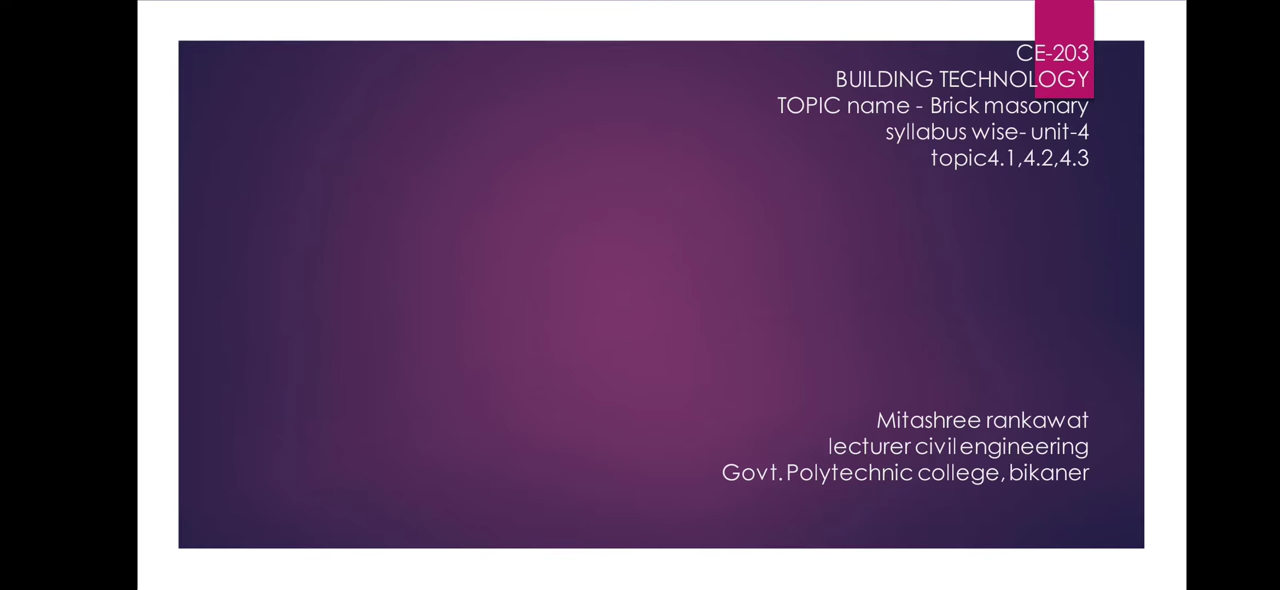 CE-203
BUILDING TECHNOLOGY
TOPIC name - Brick masonary
syllabus wise- unit-4
topic4.1,4.2,4.3
Mitashree rankawat
lecturer civil engineering
Govt. Polytechnic college, bikaner